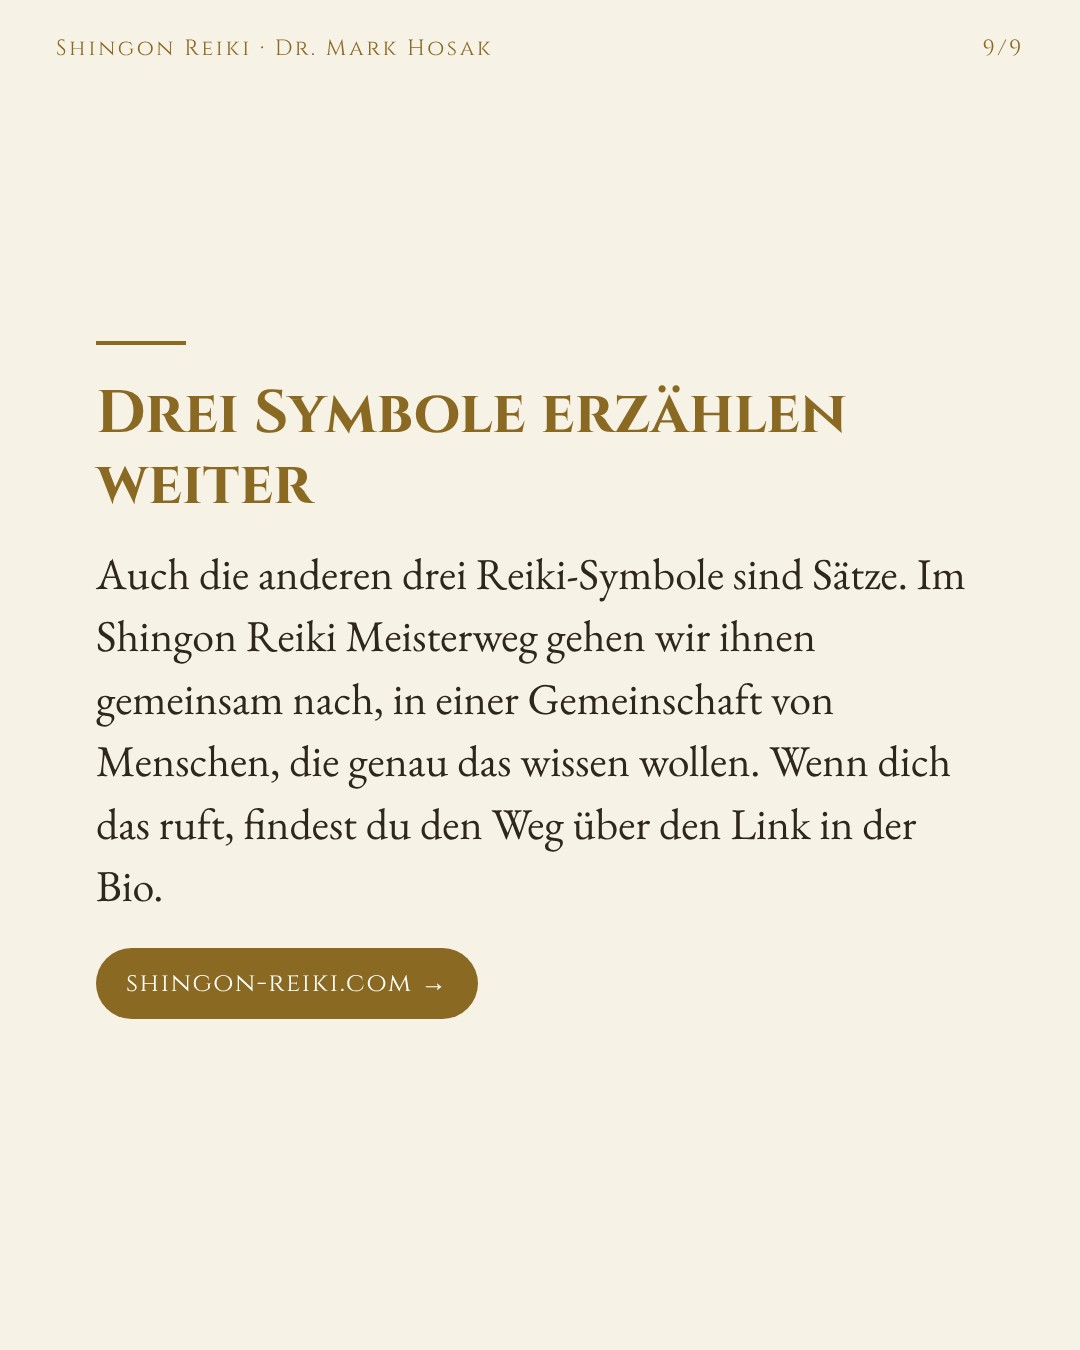 Shingon Reiki · Dr. Mark Hosak
9/9
Drei Symbole erzählen
weiter
Auch die anderen drei Reiki-Symbole sind Sätze. Im
Shingon Reiki Meisterweg gehen wir ihnen
gemeinsam nach, in einer Gemeinschaft von
Menschen, die genau das wissen wollen. Wenn dich
das ruft, findest du den Weg über den Link in der
Bio.
shingon-reiki.com →